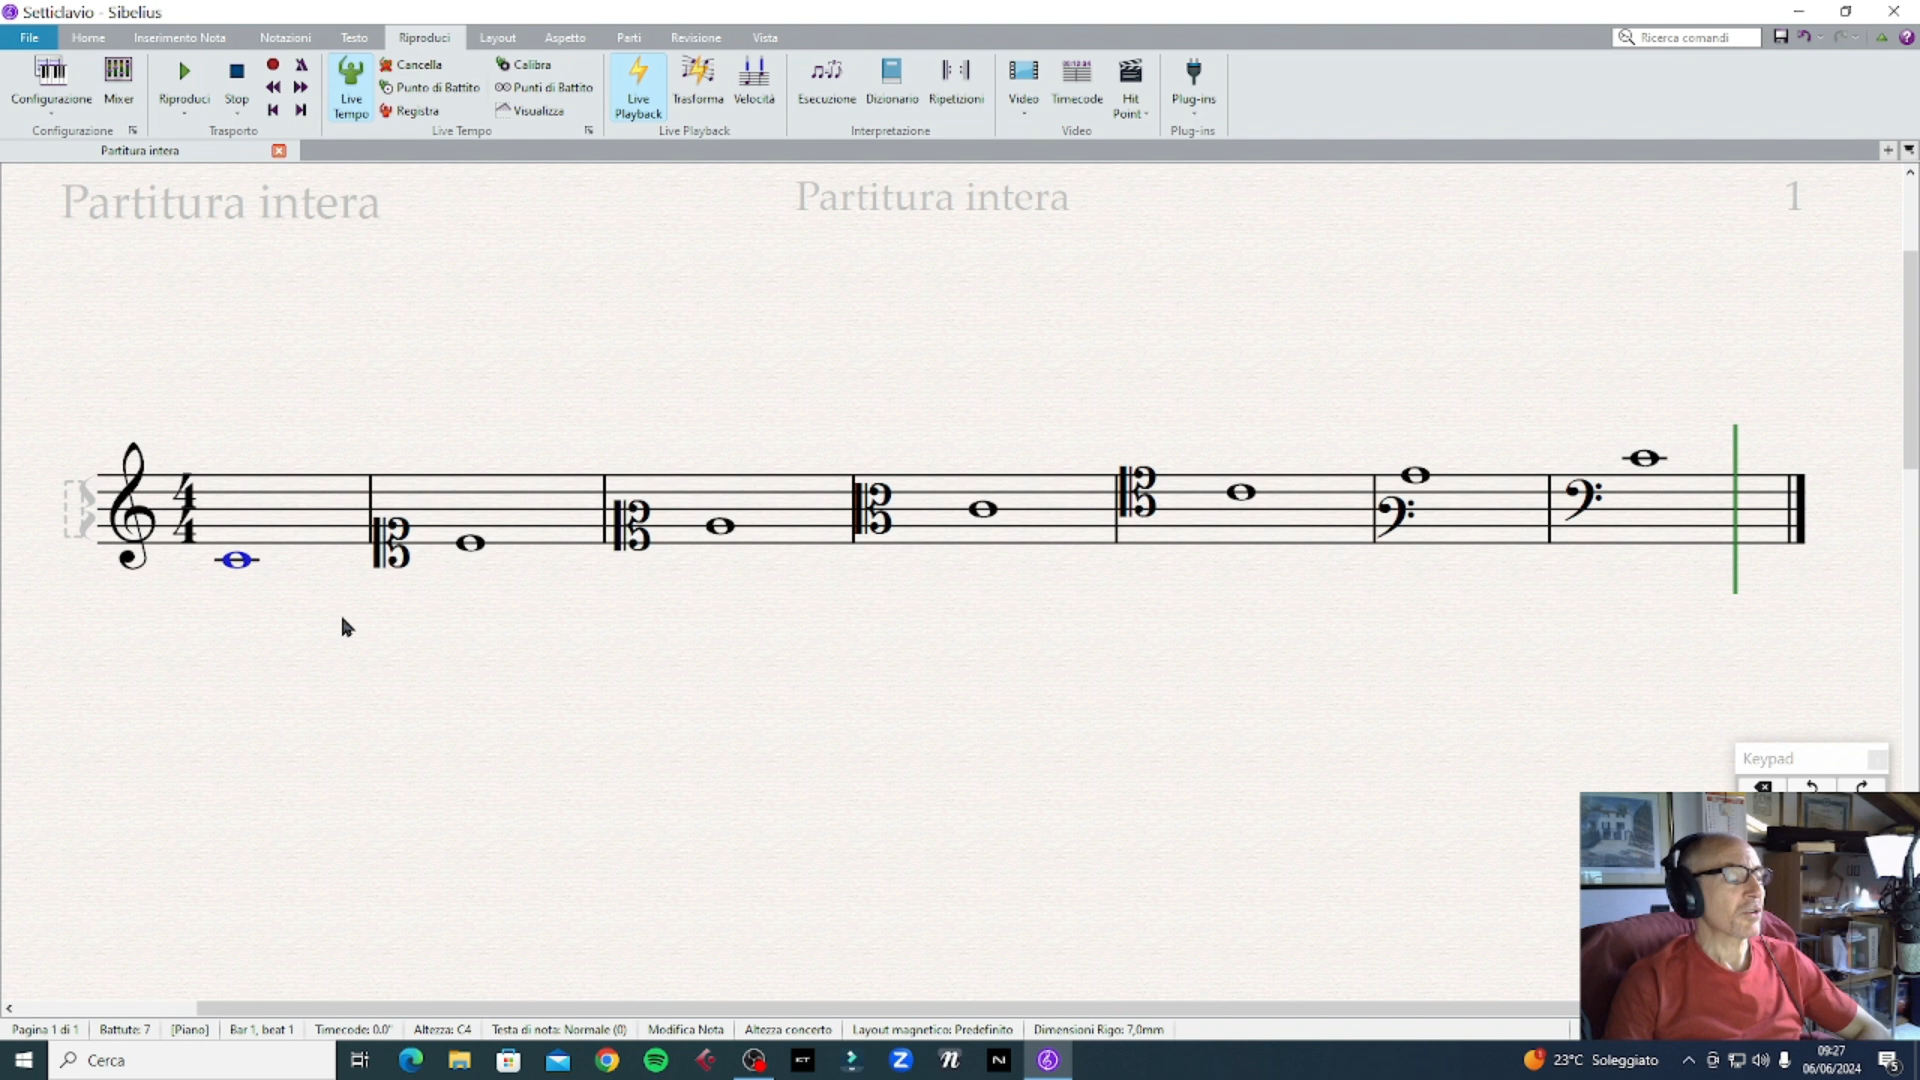 Setticlavio - Sibelius
File Home Inserimento Nota Notazioni Testo Riproduci Layout Aspetto Parti Revisione Vista Ricerca comandi
Configurazione Mixer Riproduci Stop Live Tempo Cancella Calibra Live Playback Trasforma Velocità Esecuzione Dizionario Ripetizioni Video Timecode Hit Point Plug-ins
Punto di Battito Punti di Battito
Registra Visualizza
Configurazione Trasporto Live Tempo Live Playback Interpretazione Video Plug-ins
Partitura intera
Partitura intera Partitura intera 1
4
4
Keypad
Pagina 1 di 1 Battute: 7 [Piano] Bar 1, beat 1 Timecode: 0.0" Altezza: C4 Testa di nota: Normale (0) Modifica Nota Altezza concerto Layout magnetico: Predefinito Dimensioni Rigo: 7,0mm
Cerca 23°C Soleggiato 09:27
06/06/2024 5